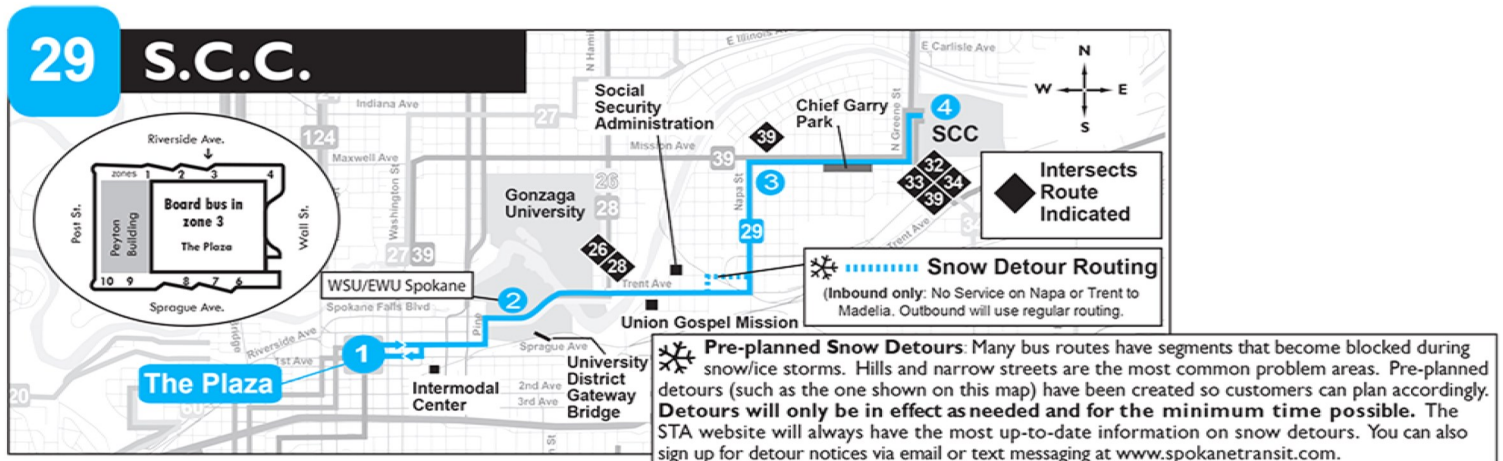 29
S.C.C.
N Hami
E Illinois A
E Carlisle Ave
N
W
E
S
Indiana Ave
27
124
Social
Security
Administration
Chief Garry
Park
N Greene St
4
SCC
Riverside Ave.
zones
1
2
3
4
Post St.
Peyton
Building
Board bus in
zone 3
The Plaza
Wall St.
10
9
8
7
6
Sprague Ave.
Maxwell Ave
Washington St
Mission Ave
39
39
32
33
34
39
Intersects
Route
Indicated
Gonzaga
University
26
28
Napa St
3
29
27
39
26
28
Trent Ave
Snow Detour Routing
(Inbound only: No Service on Napa or Trent to
Madelia. Outbound will use regular routing.
WSU/EWU Spokane
2
Trent Ave
Spokane Falls Blvd
Pine
Union Gospel Mission
Riverside Ave
1st Ave
1
Sprague Ave
The Plaza
Intermodal
Center
University
District
Gateway
Bridge
2nd Ave
3rd Ave
20
60
St
Pre-planned Snow Detours: Many bus routes have segments that become blocked during
snow/ice storms. Hills and narrow streets are the most common problem areas. Pre-planned
detours (such as the one shown on this map) have been created so customers can plan accordingly.
Detours will only be in effect as needed and for the minimum time possible. The
STA website will always have the most up-to-date information on snow detours. You can also
sign up for detour notices via email or text messaging at www.spokanetransit.com.